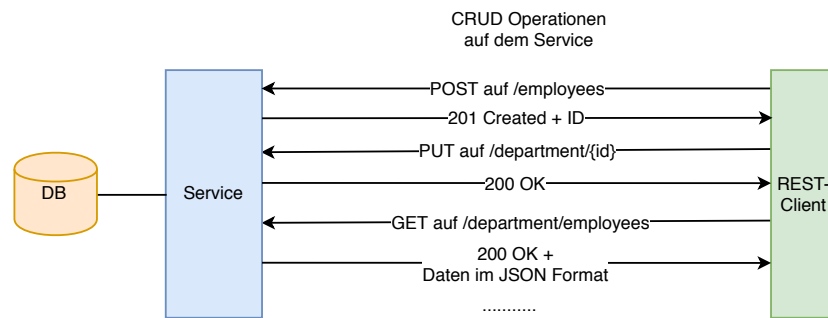 CRUD Operationen
auf dem Service
POST auf /employees
201 Created + ID
PUT auf /department/{id}
DB
Service
200 OK
REST-
Client
GET auf /department/employees
200 OK +
Daten im JSON Format
...........